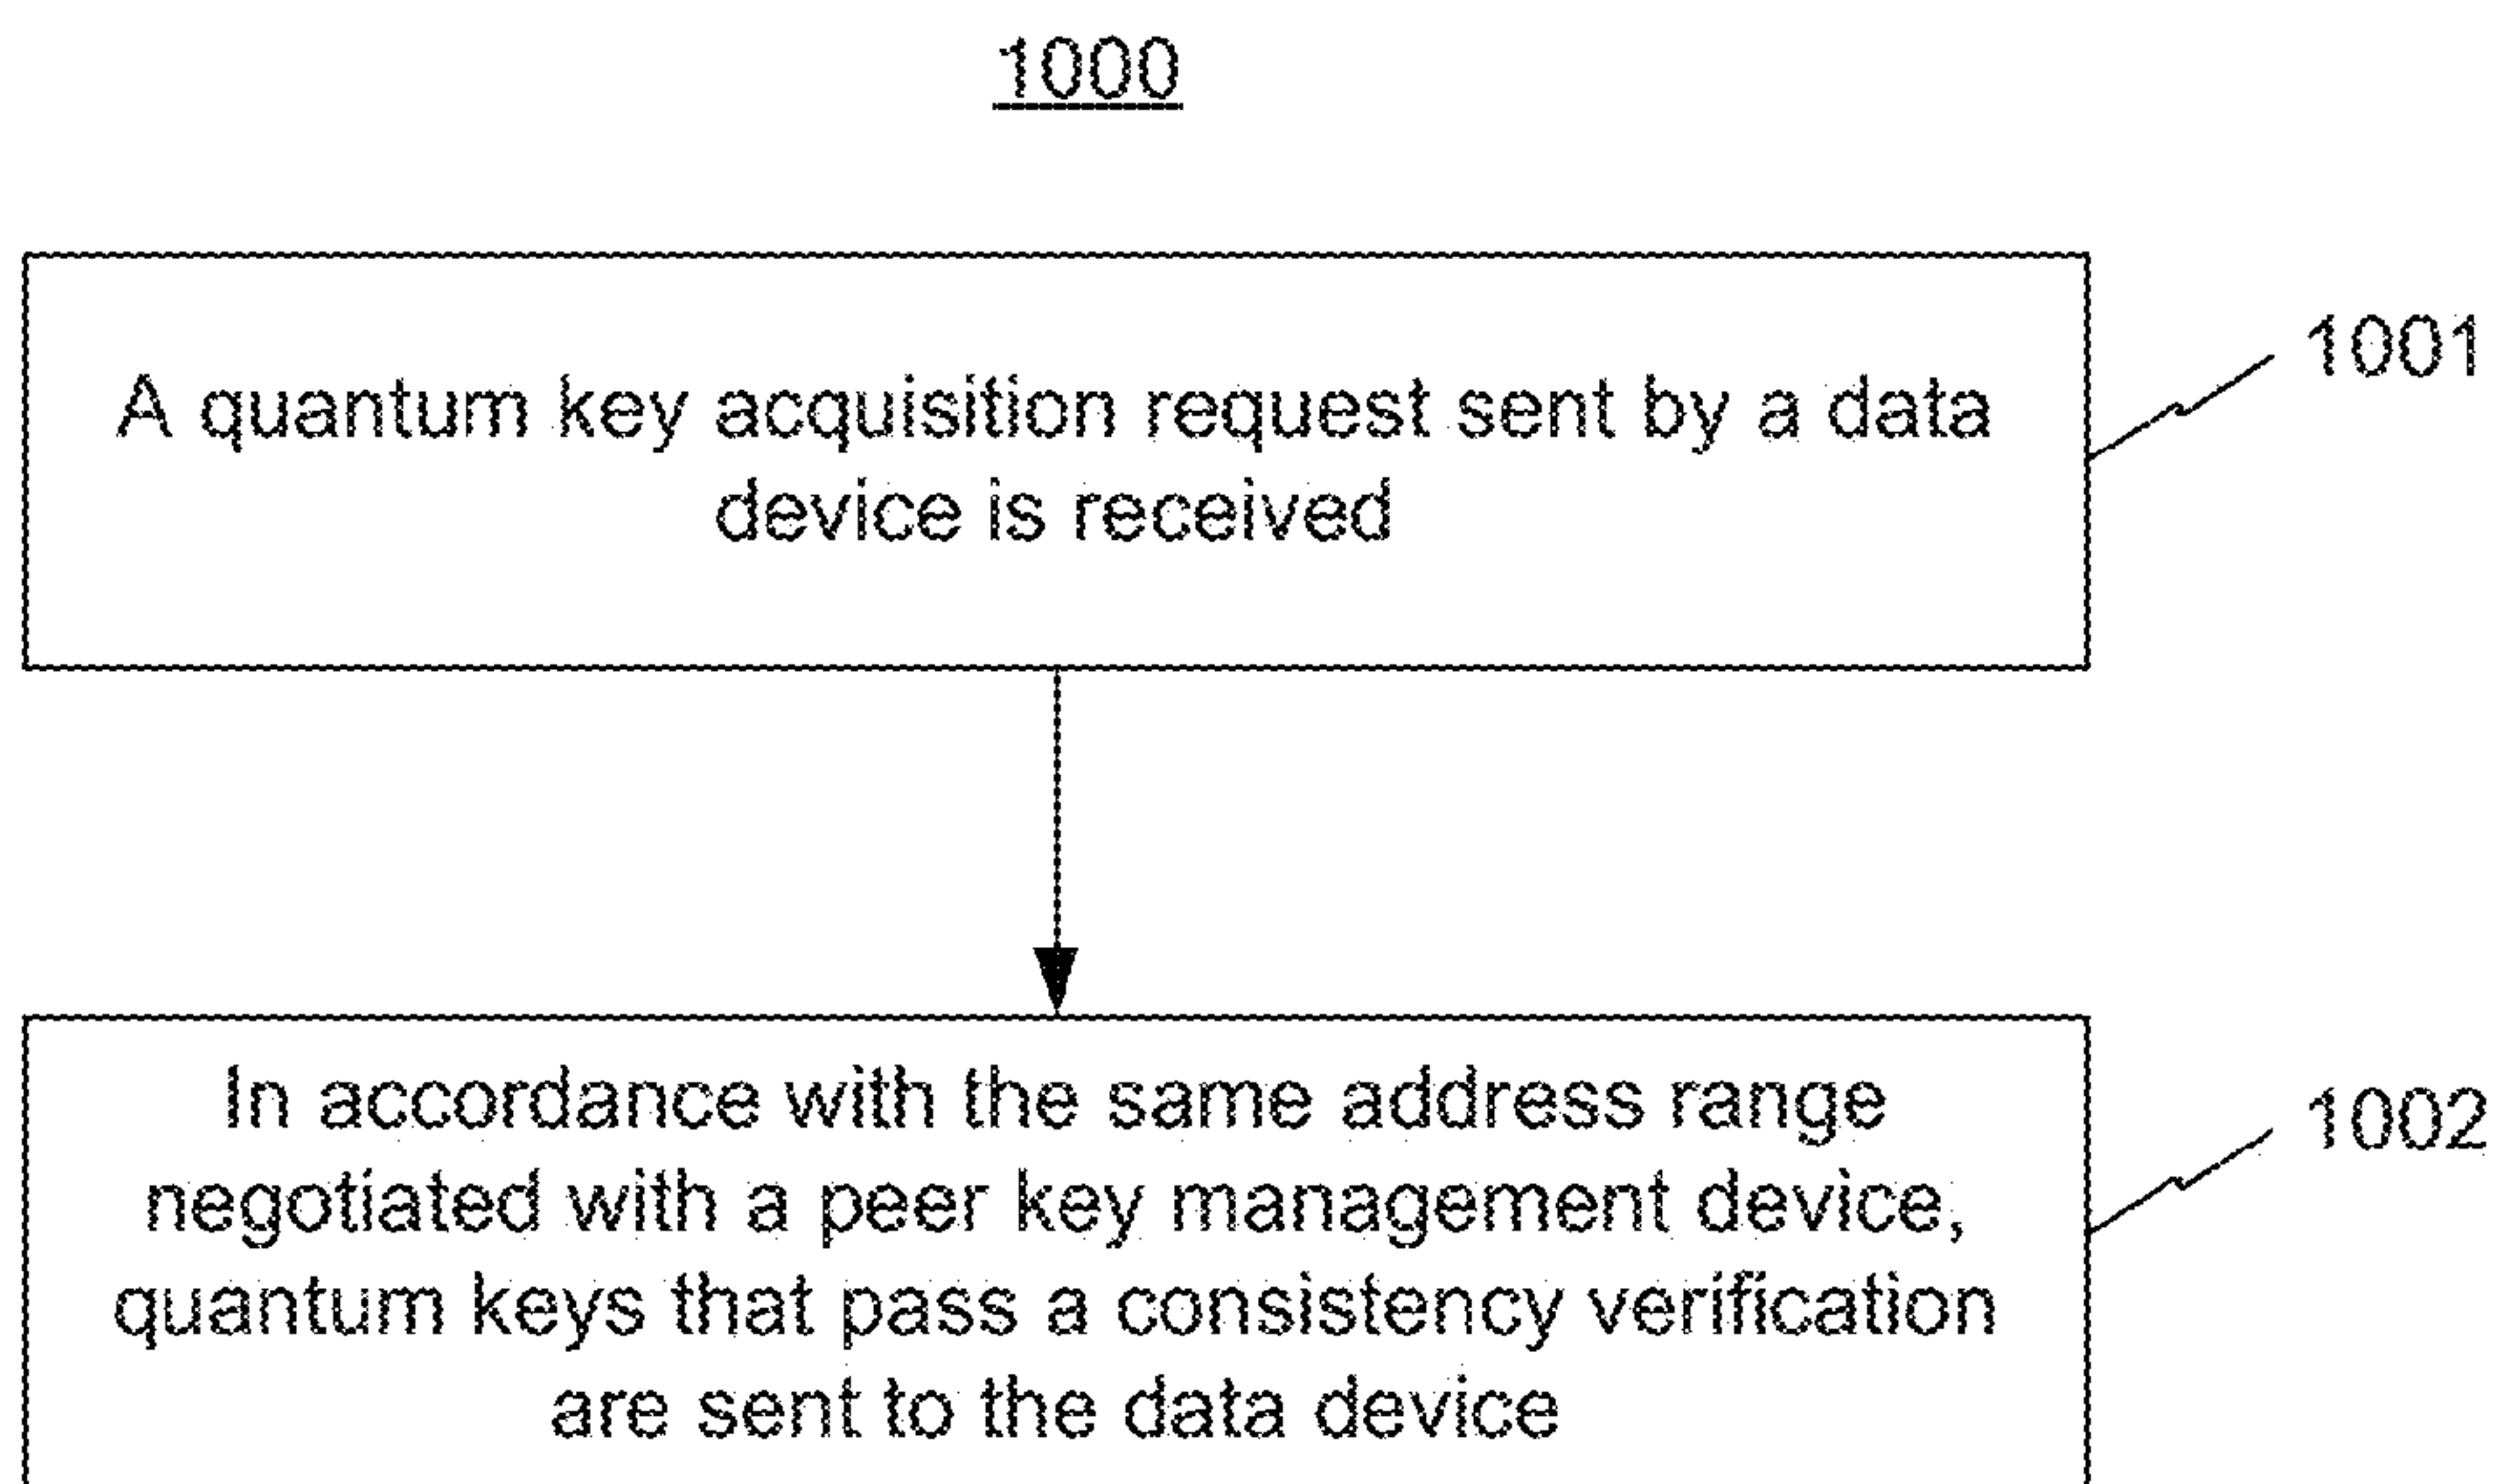 1000
A quantum key acquisition request sent by a data
device is received
1001
In accordance with the same address range
negotiated with a peer key management device,
quantum keys that pass a consistency verification
are sent to the data device
1002